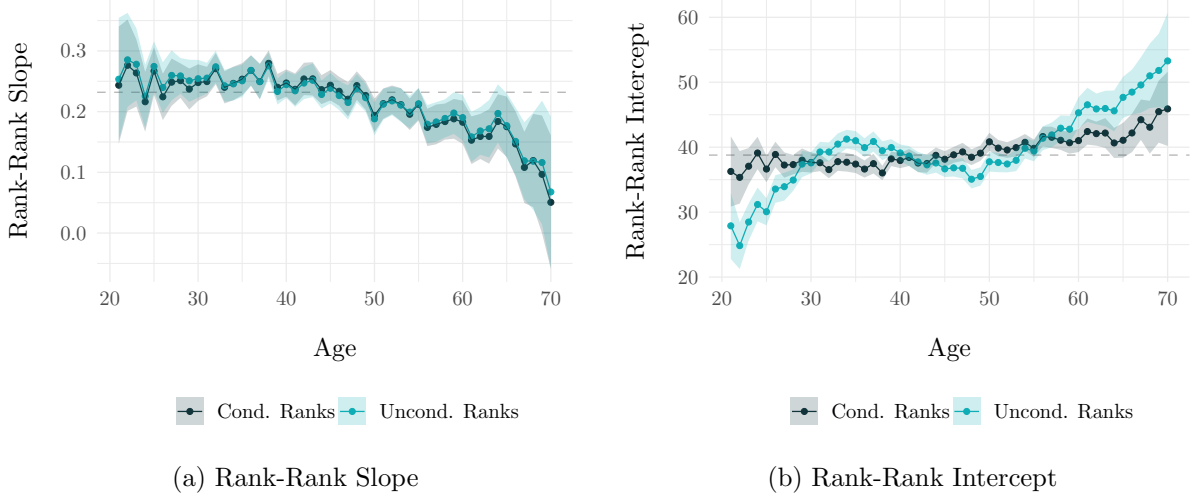 Rank-Rank Slope
0.3
0.2
0.1
0.0
20 30 40 50 60 70
Age
Cond. Ranks Uncond. Ranks
(a) Rank-Rank Slope
Rank-Rank Intercept
60
50
40
30
20
20 30 40 50 60 70
Age
Cond. Ranks Uncond. Ranks
(b) Rank-Rank Intercept